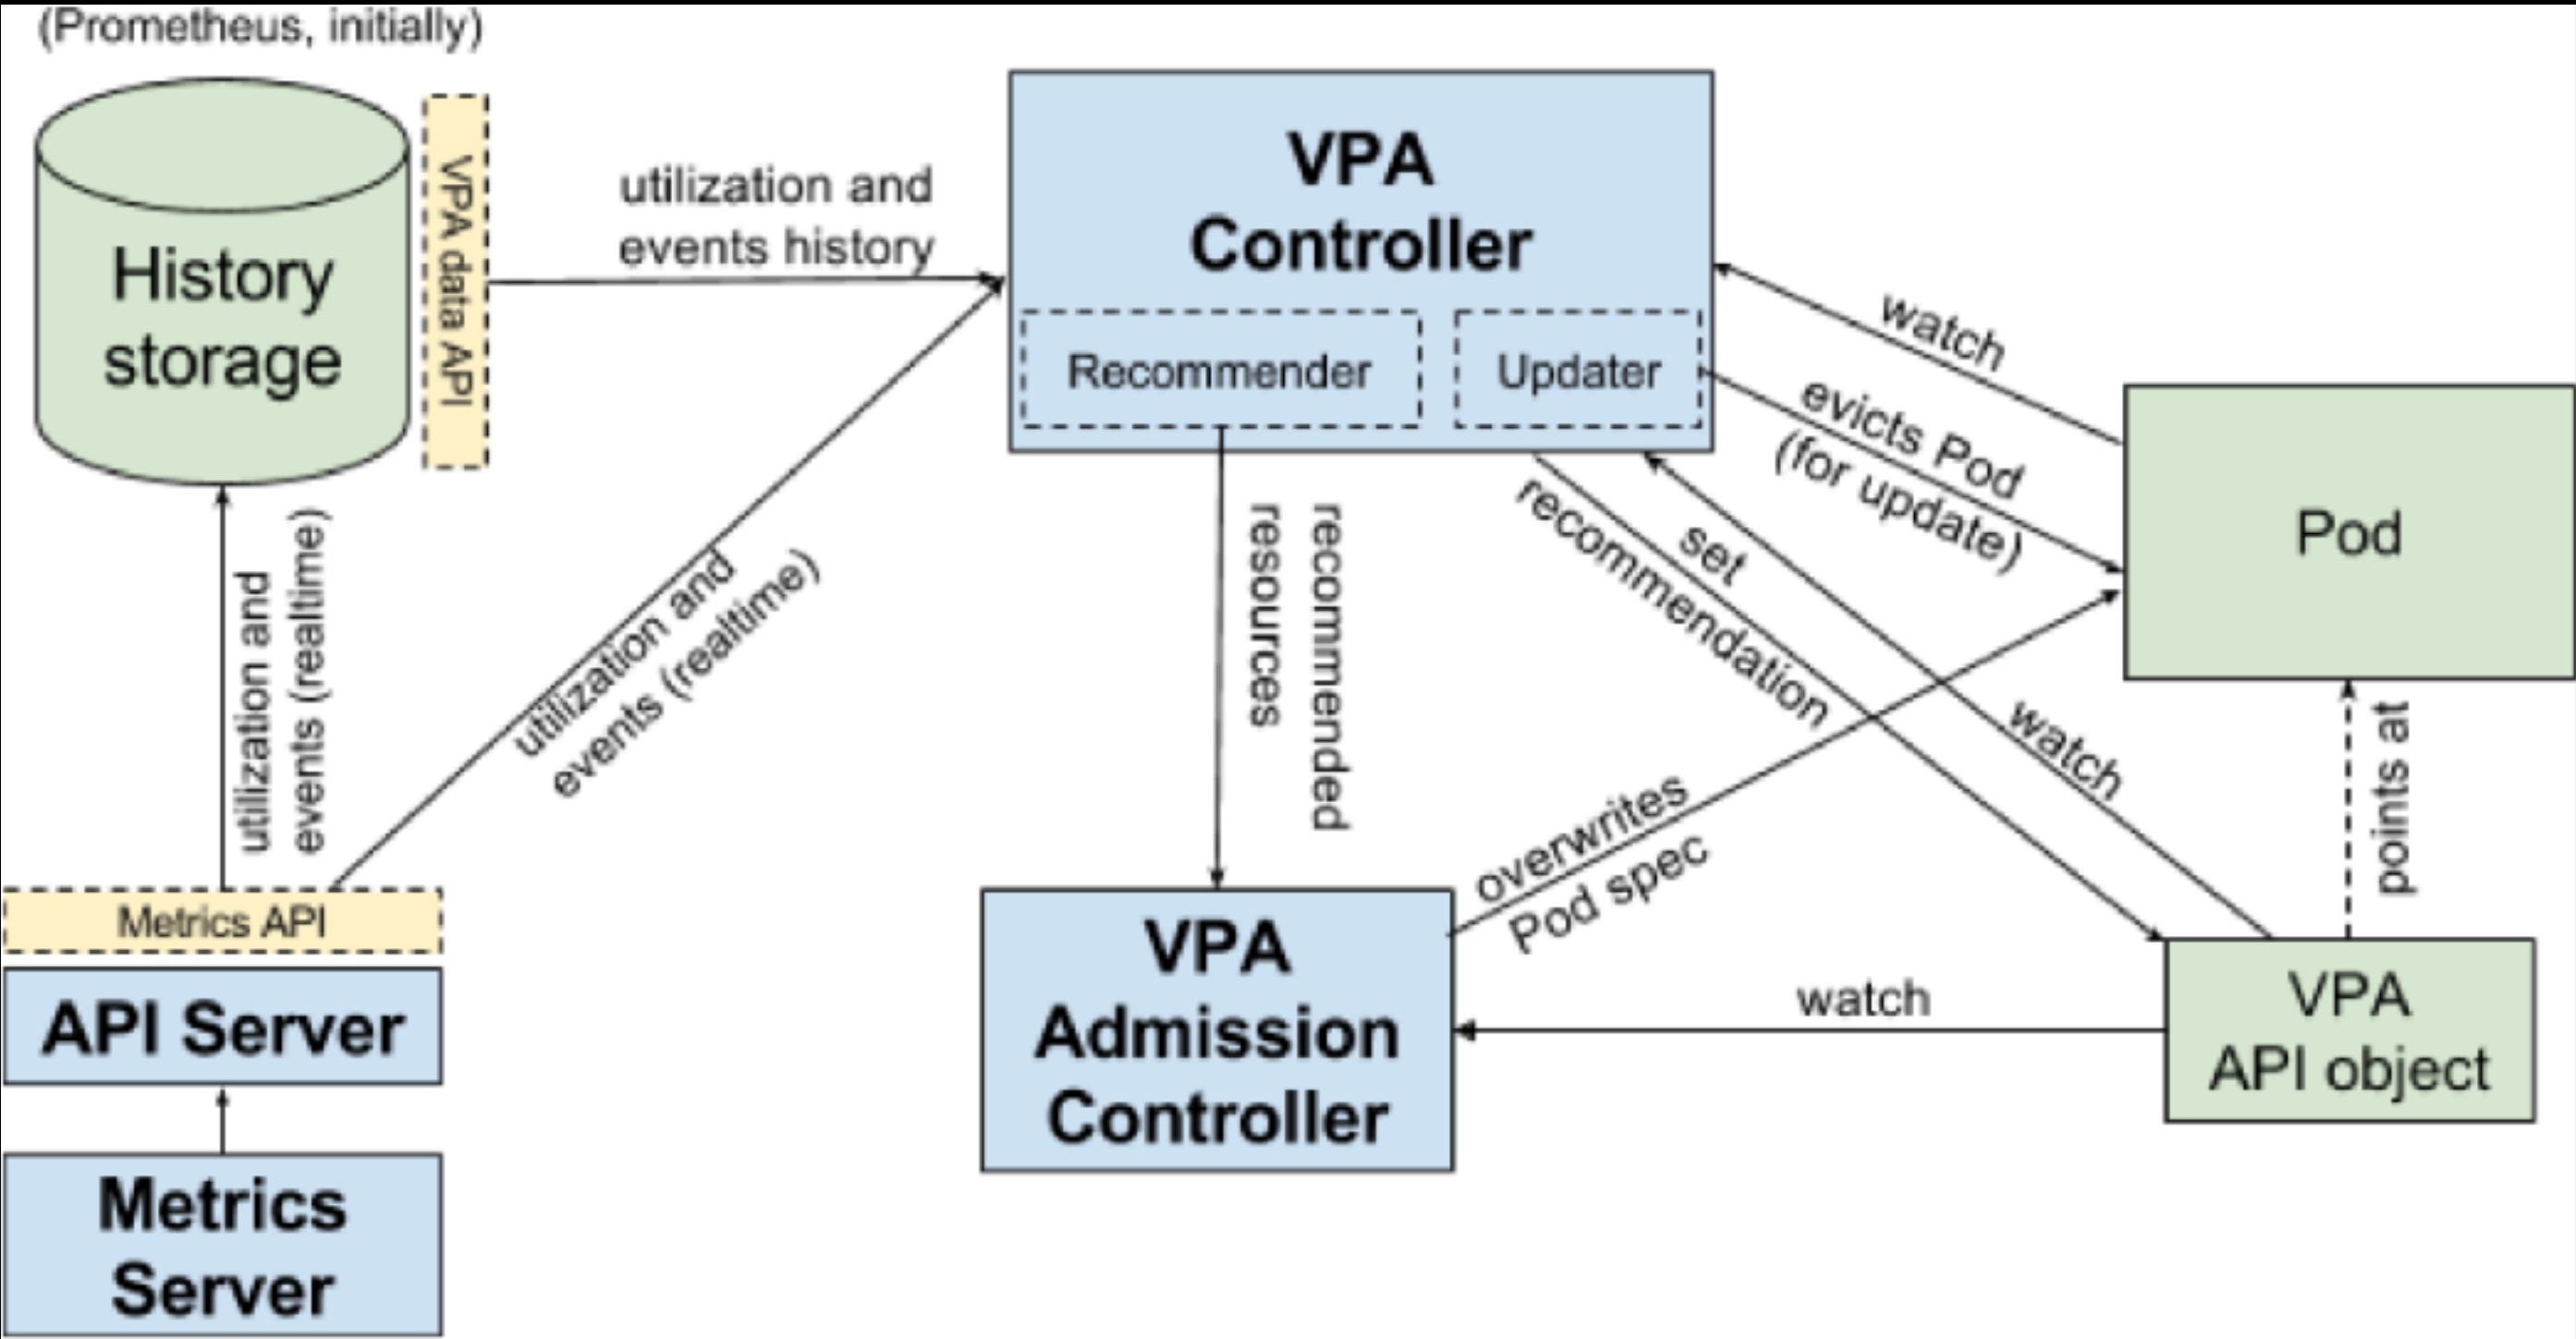 (Prometheus, initially)
History
storage
VPA data API
utilization and
events history
VPA
Controller
Recommender
Updater
watch
evicts Pod
(for update)
Pod
utilization and
events (realtime)
utilization and
events (realtime)
recommended
resources
set
recommendation
watch
points at
overwrites
Pod spec
Metrics API
API Server
Metrics
Server
VPA
Admission
Controller
watch
VPA
API object